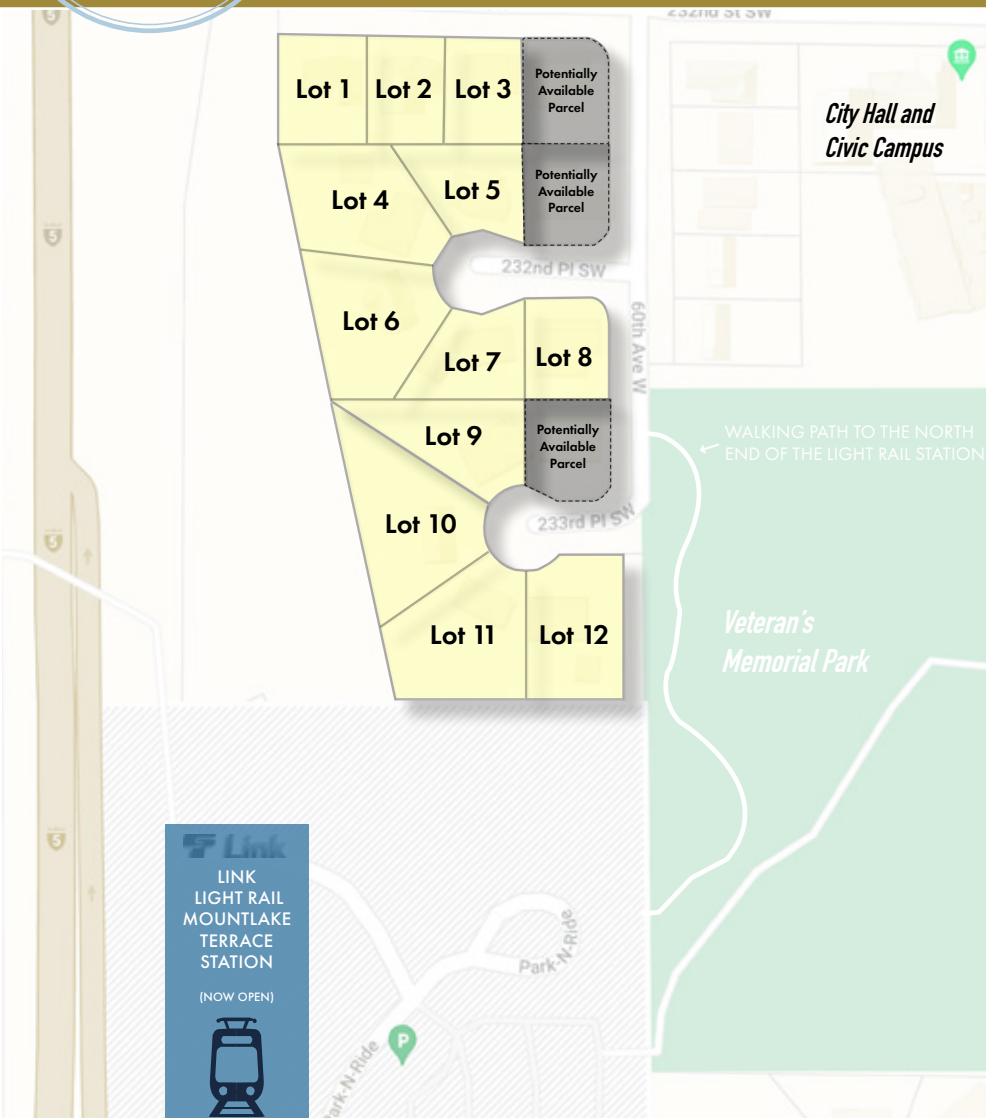 232nd St SW
5
Lot 1
Lot 2
Lot 3
Potentially
Available
Parcel
City Hall and
Civic Campus
Lot 4
Lot 5
Potentially
Available
Parcel
5
232nd Pl SW
Lot 6
60th Ave W
Lot 7
Lot 8
Lot 9
Potentially
Available
Parcel
WALKING PATH TO THE NORTH
END OF THE LIGHT RAIL STATION
Lot 10
233rd Pl SW
5
Lot 11
Lot 12
Veteran's
Memorial Park
5
Link
LINK
LIGHT RAIL
MOUNTLAKE
TERRACE
STATION
(NOW OPEN)
Park-N-Ride
P
Park-N-Ride